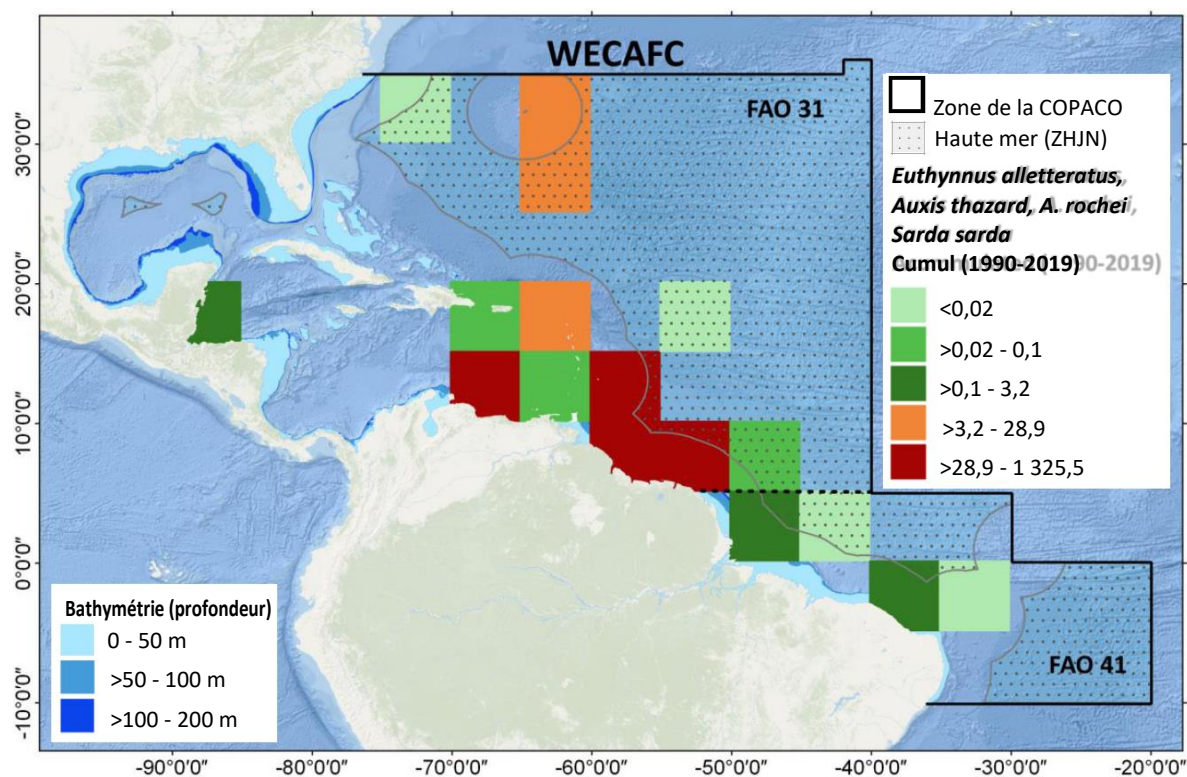 WECAFC
FAO 31
Zone de la COPACO
Haute mer (ZHJN)
Euthynnus alletteratus,
Auxis thazard, A. rochei,
Sarda sarda
Cumul (1990-2019)
<0,02
>0,02 - 0,1
>0,1 - 3,2
>3,2 - 28,9
>28,9 - 1 325,5
FAO 41
Bathymétrie (profondeur)
0 - 50 m
>50 - 100 m
>100 - 200 m
30°0'0"
20°0'0"
10°0'0"
0°0'0"
-10°0'0"
-90°0'0"
-80°0'0"
-70°0'0"
-60°0'0"
-50°0'0"
-40°0'0"
-30°0'0"
-20°0'0"